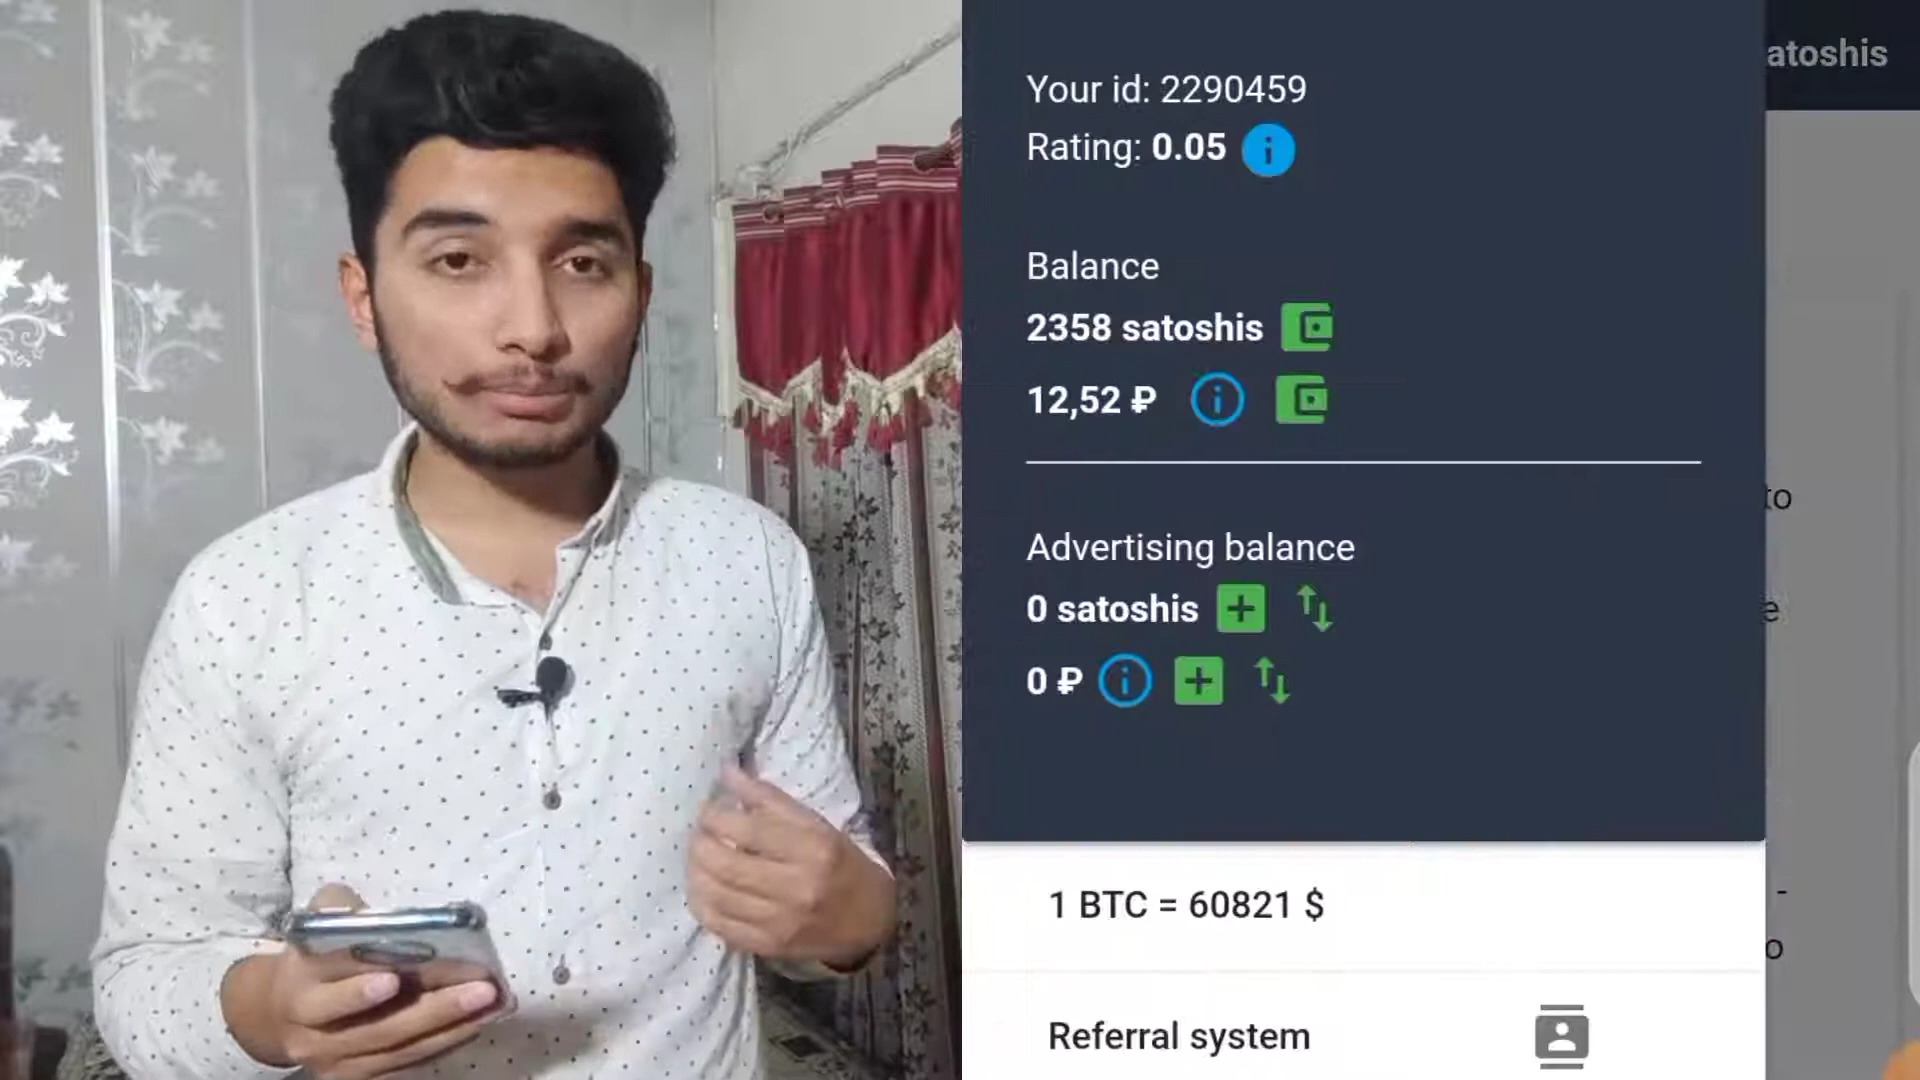 Your id: 2290459
Rating: 0.05
Balance
2358 satoshis
12,52 ₽
Advertising balance
0 satoshis
0 ₽
1 BTC = 60821 $
Referral system
atoshis
to
e
-
o